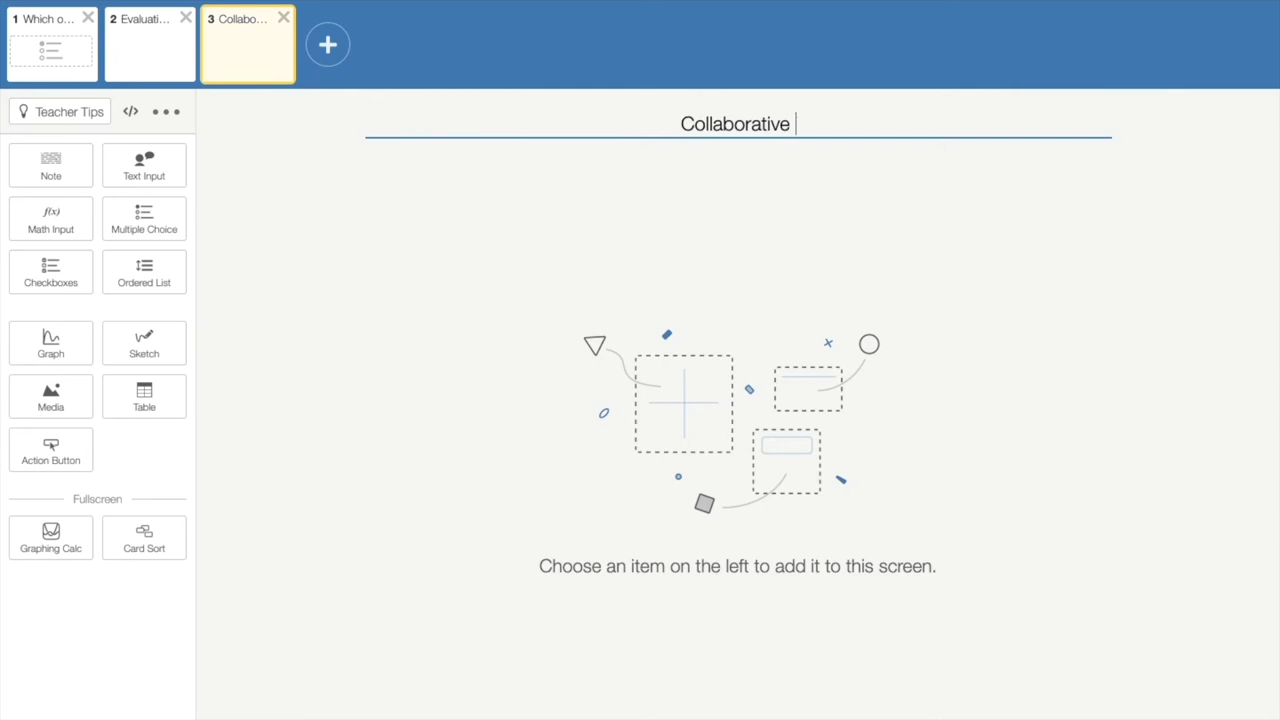 1 Which o...
2 Evaluati...
3 Collabo...
Teacher Tips
Collaborative
Note
Text Input
f(x)
Math Input
Multiple Choice
Checkboxes
Ordered List
Graph
Sketch
Media
Table
Action Button
Fullscreen
Graphing Calc
Card Sort
Choose an item on the left to add it to this screen.